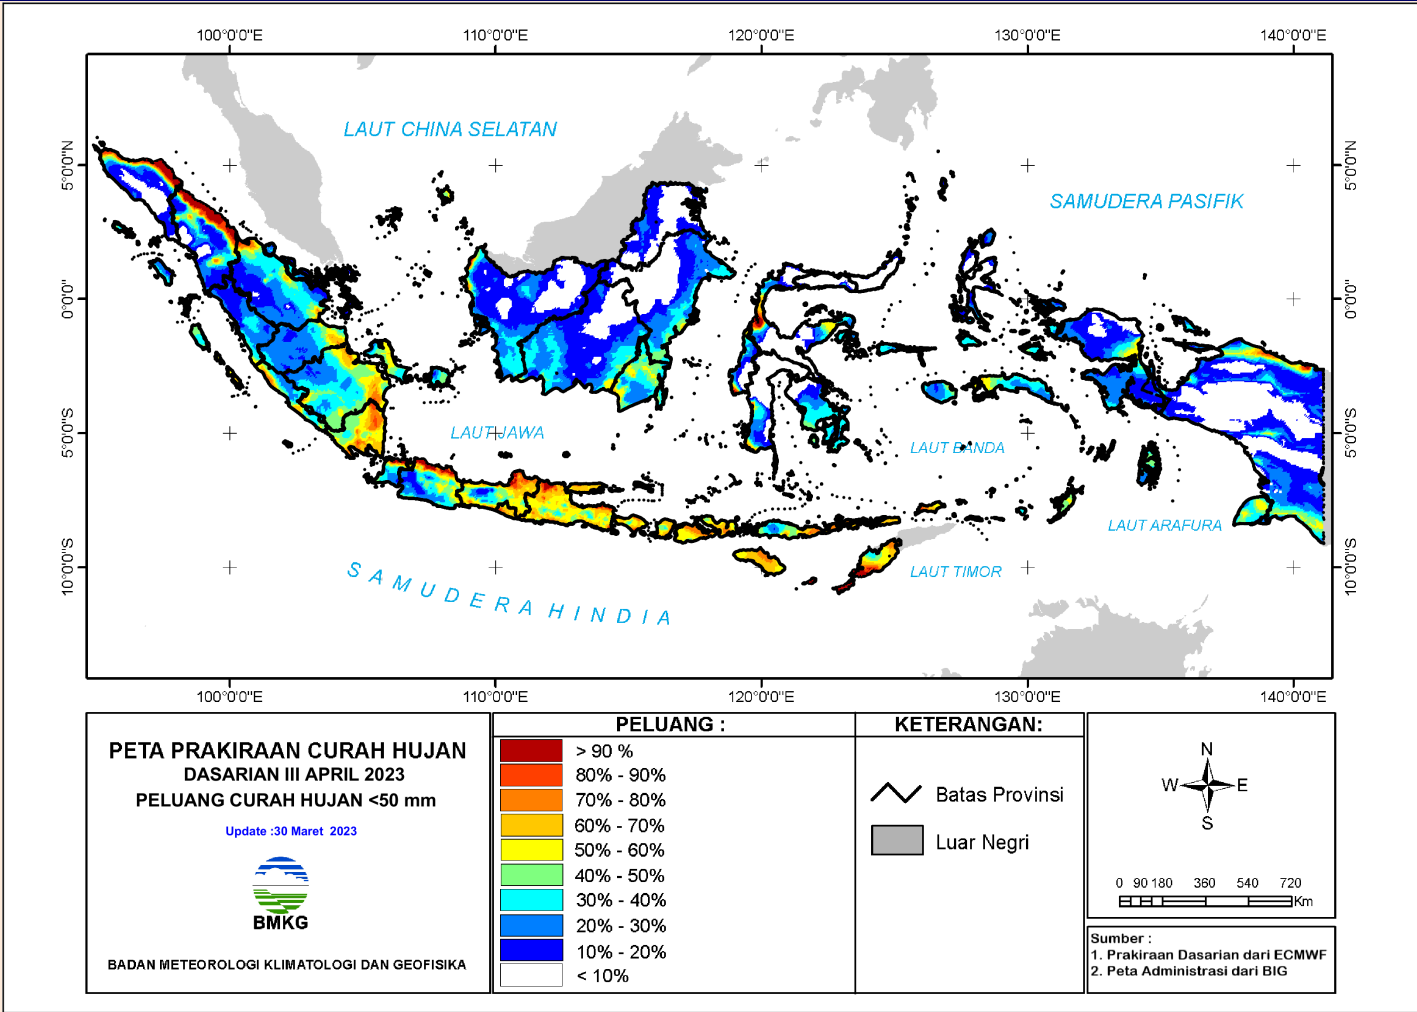 100°0'0"E 110°0'0"E 120°0'0"E 130°0'0"E 140°0'0"E
LAUT CHINA SELATAN
5°0'0"N 5°0'0"N
SAMUDERA PASIFIK
0°0'0" 0°0'0"
LAUT JAWA
5°0'0"S 5°0'0"S
LAUT BANDA
LAUT ARAFURA
10°0'0"S 10°0'0"S
LAUT TIMOR
SAMUDERA HINDIA
100°0'0"E 110°0'0"E 120°0'0"E 130°0'0"E 140°0'0"E
PETA PRAKIRAAN CURAH HUJAN
DASARIAN III APRIL 2023
PELUANG CURAH HUJAN <50 mm
Update :30 Maret 2023
BMKG
BADAN METEOROLOGI KLIMATOLOGI DAN GEOFISIKA
PELUANG :
> 90 %
80% - 90%
70% - 80%
60% - 70%
50% - 60%
40% - 50%
30% - 40%
20% - 30%
10% - 20%
< 10%
KETERANGAN:
Batas Provinsi
Luar Negri
N
W E
S
0 90 180 360 540 720
Km
Sumber :
1. Prakiraan Dasarian dari ECMWF
2. Peta Administrasi dari BIG